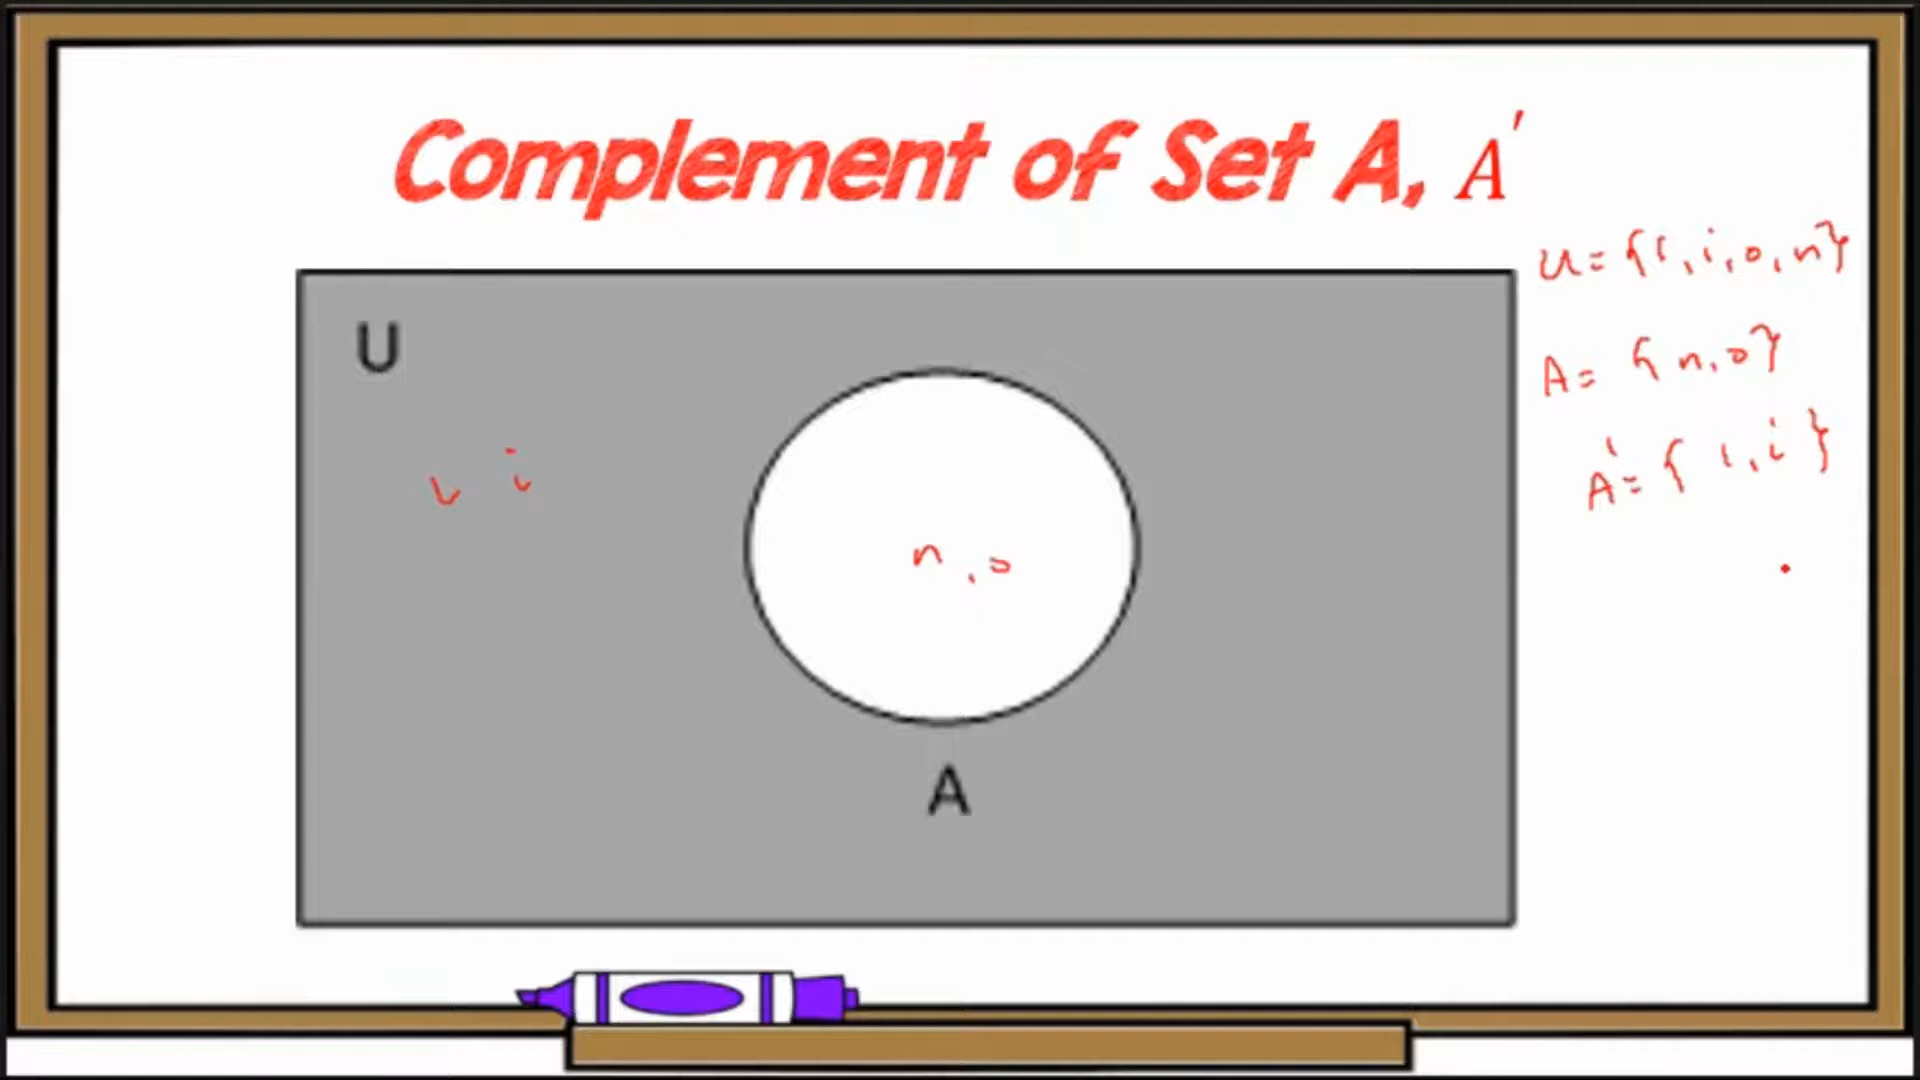 Complement of Set A, A′
U = {l, i, o, n}
U
A = {n, o}
A′ = {l, i}
L i
n, o
A